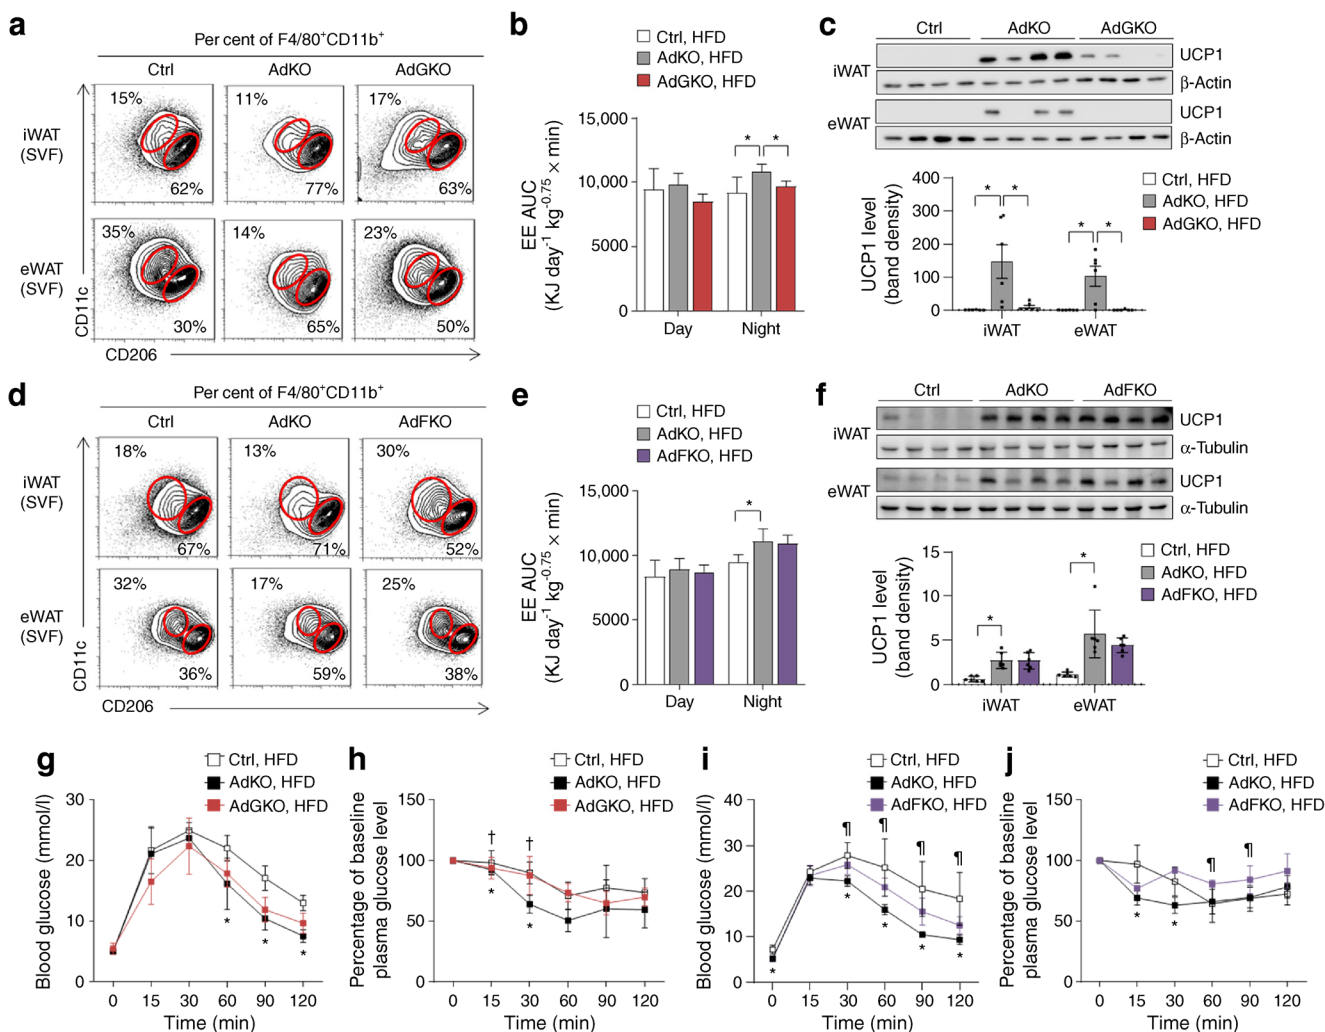 a
Per cent of F4/80+CD11b+
Ctrl AdKO AdGKO
iWAT
(SVF)
15% 11% 17%
62% 77% 63%
eWAT
(SVF)
35% 14% 23%
30% 65% 50%
CD11c
CD206
b
Ctrl, HFD
AdKO, HFD
AdGKO, HFD
EE AUC
(KJ day-1 kg-0.75 × min)
15,000
10,000
5000
0
* *
Day Night
c
Ctrl AdKO AdGKO
iWAT UCP1
β-Actin
eWAT UCP1
β-Actin
UCP1 level
(band density)
400
300
200
100
0
* * * *
iWAT eWAT
Ctrl, HFD
AdKO, HFD
AdGKO, HFD
d
Per cent of F4/80+CD11b+
Ctrl AdKO AdFKO
iWAT
(SVF)
18% 13% 30%
67% 71% 52%
eWAT
(SVF)
32% 17% 25%
36% 59% 38%
CD11c
CD206
e
Ctrl, HFD
AdKO, HFD
AdFKO, HFD
EE AUC
(KJ day-1 kg-0.75 × min)
15,000
10,000
5000
0
*
Day Night
f
Ctrl AdKO AdFKO
iWAT UCP1
α-Tubulin
eWAT UCP1
α-Tubulin
UCP1 level
(band density)
15
10
5
0
* *
iWAT eWAT
Ctrl, HFD
AdKO, HFD
AdFKO, HFD
g
Ctrl, HFD
AdKO, HFD
AdGKO, HFD
Blood glucose (mmol/l)
30
20
10
0
* * *
0 15 30 60 90 120
Time (min)
h
Ctrl, HFD
AdKO, HFD
AdGKO, HFD
Percentage of baseline
plasma glucose level
150
100
50
0
† †
* *
0 15 30 60 90 120
Time (min)
i
Ctrl, HFD
AdKO, HFD
AdFKO, HFD
Blood glucose (mmol/l)
40
30
20
10
0
¶ ¶ ¶ ¶
* * * * *
0 15 30 60 90 120
Time (min)
j
Ctrl, HFD
AdKO, HFD
AdFKO, HFD
Percentage of baseline
plasma glucose level
150
100
50
0
¶ ¶
* *
0 15 30 60 90 120
Time (min)